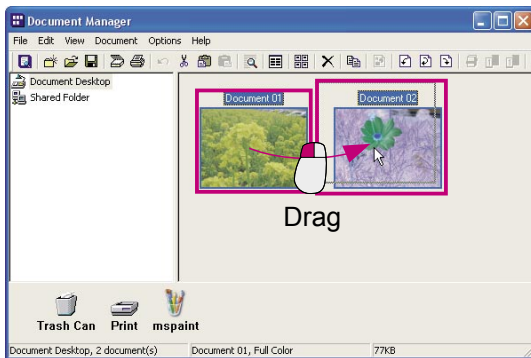 Document Manager
File Edit View Document Options Help
Document Desktop
Shared Folder
Document 01
Document 02
Drag
Trash Can Print mspaint
Document Desktop, 2 document(s) Document 01, Full Color 77KB